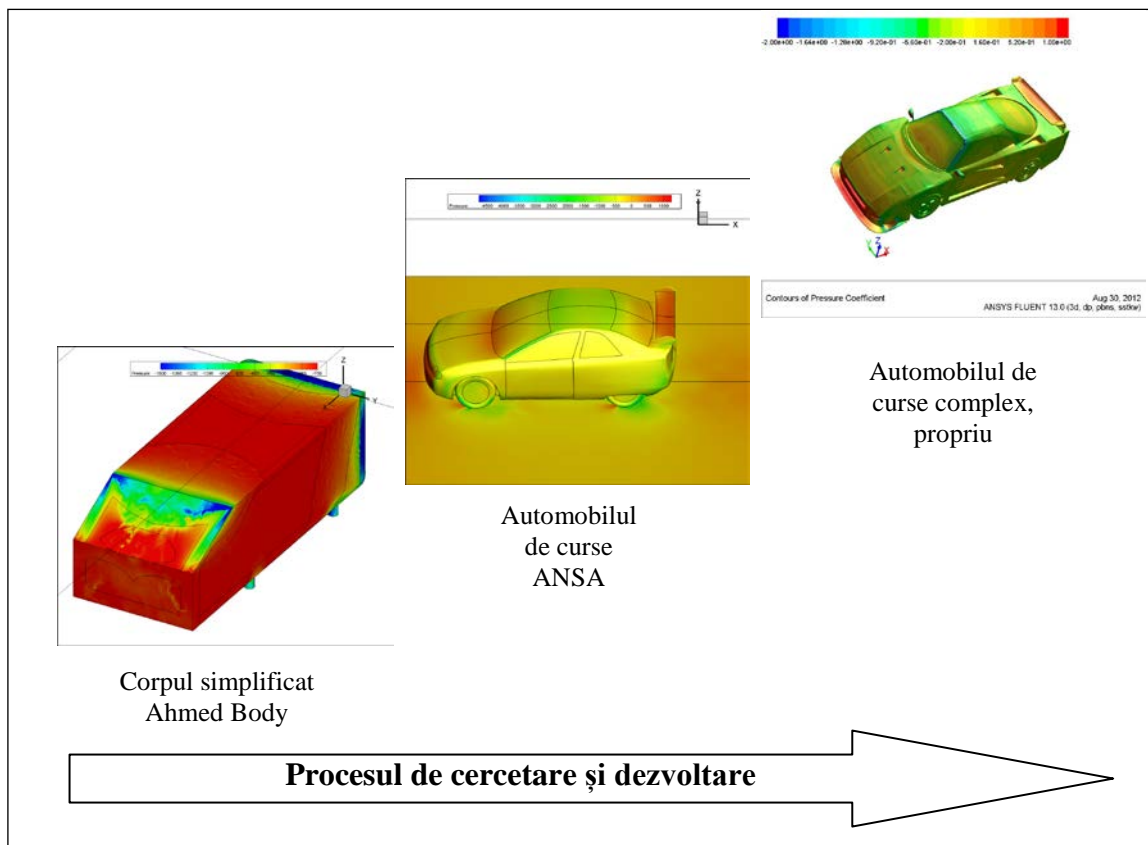 -2.00e+00 -1.64e+00 -1.28e+00 -9.20e-01 -5.60e-01 -2.00e-01 1.60e-01 5.20e-01 1.00e+00
Y Z X
Contours of Pressure Coefficient
Aug 30, 2012
ANSYS FLUENT 13.0 (3d, dp, pbns, sstkw)
Automobilul de
curse complex,
propriu
Pressure
Z
X
Automobilul
de curse
ANSA
Pressure
Z
Y
Corpul simplificat
Ahmed Body
Procesul de cercetare și dezvoltare